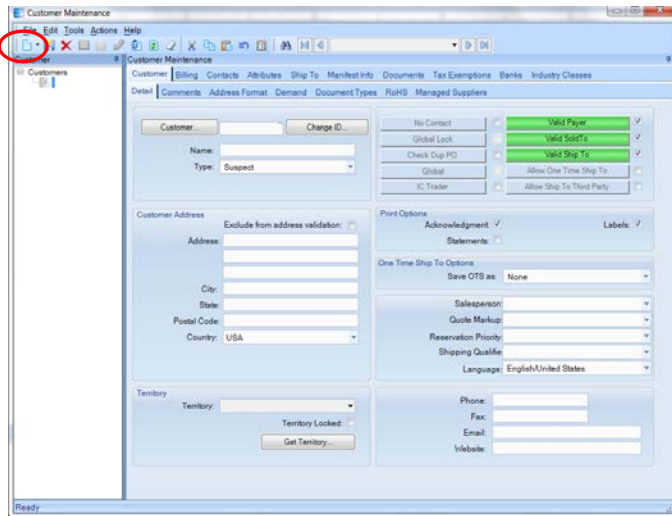 Customer Maintenance
File Edit Tools Actions Help
Customer
Customers
Customer Maintenance
Customer Billing Contacts Attributes Ship To Manifest Info Documents Tax Exemptions Banks Industry Classes
Detail Comments Address Format Demand Document Types RoHS Managed Suppliers
Customer... Change ID...
Name:
Type: Suspect
No Contact Valid Payer
Global Lock Valid SoldTo
Check Dup PO Valid Ship To
Global Allow One Time Ship To
IC Trader Allow Ship To Third Party
Customer Address
Exclude from address validation:
Address:
City:
State:
Postal Code:
Country: USA
Print Options
Acknowledgment: Labels:
Statements:
One Time Ship To Options
Save OTS as: None
Salesperson:
Quote Markup:
Reservation Priority:
Shipping Qualifie
Language: English/United States
Territory
Territory:
Territory Locked:
Get Territory...
Phone:
Fax:
Email:
Website:
Ready